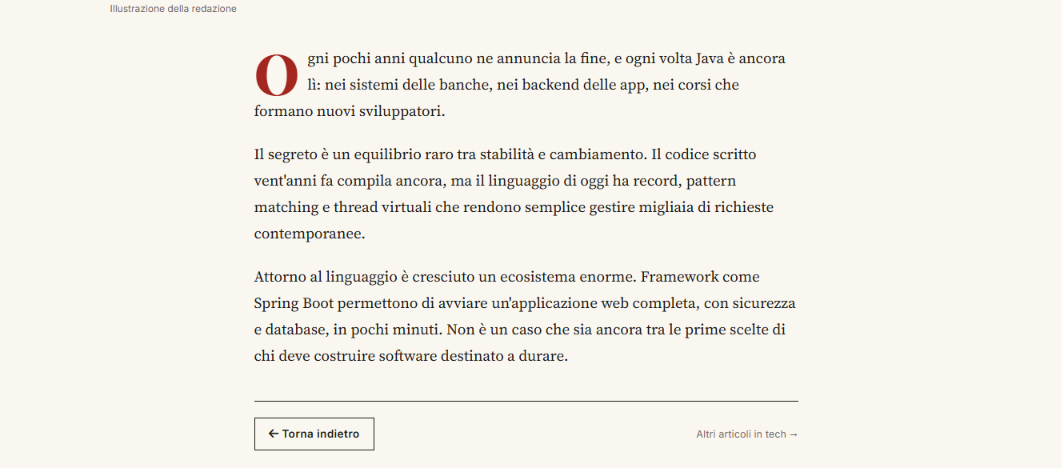 Illustrazione della redazione
Ogni pochi anni qualcuno ne annuncia la fine, e ogni volta Java è ancora
lì: nei sistemi delle banche, nei backend delle app, nei corsi che
formano nuovi sviluppatori.
Il segreto è un equilibrio raro tra stabilità e cambiamento. Il codice scritto
vent'anni fa compila ancora, ma il linguaggio di oggi ha record, pattern
matching e thread virtuali che rendono semplice gestire migliaia di richieste
contemporanee.
Attorno al linguaggio è cresciuto un ecosistema enorme. Framework come
Spring Boot permettono di avviare un'applicazione web completa, con sicurezza
e database, in pochi minuti. Non è un caso che sia ancora tra le prime scelte di
chi deve costruire software destinato a durare.
← Torna indietro
Altri articoli in tech →